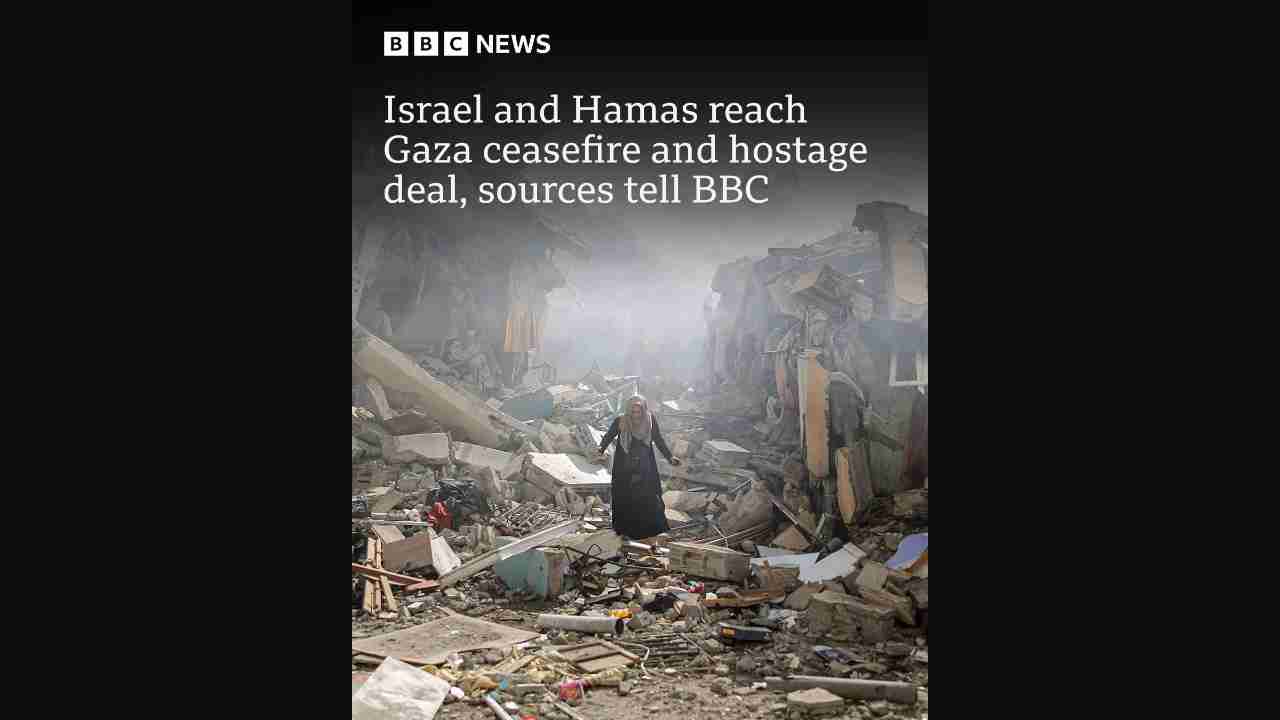 BBC NEWS
Israel and Hamas reach
Gaza ceasefire and hostage
deal, sources tell BBC